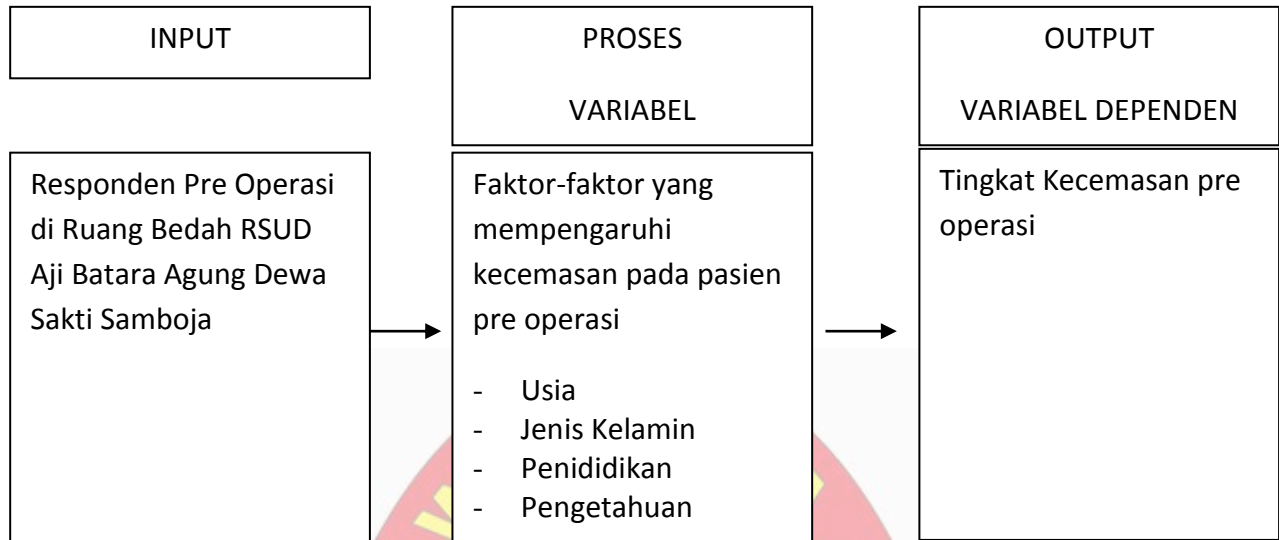 INPUT
PROSES
VARIABEL
OUTPUT
VARIABEL DEPENDEN
Responden Pre Operasi
di Ruang Bedah RSUD
Aji Batara Agung Dewa
Sakti Samboja
Faktor-faktor yang
mempengaruhi
kecemasan pada pasien
pre operasi
- Usia
- Jenis Kelamin
- Penididikan
- Pengetahuan
Tingkat Kecemasan pre
operasi